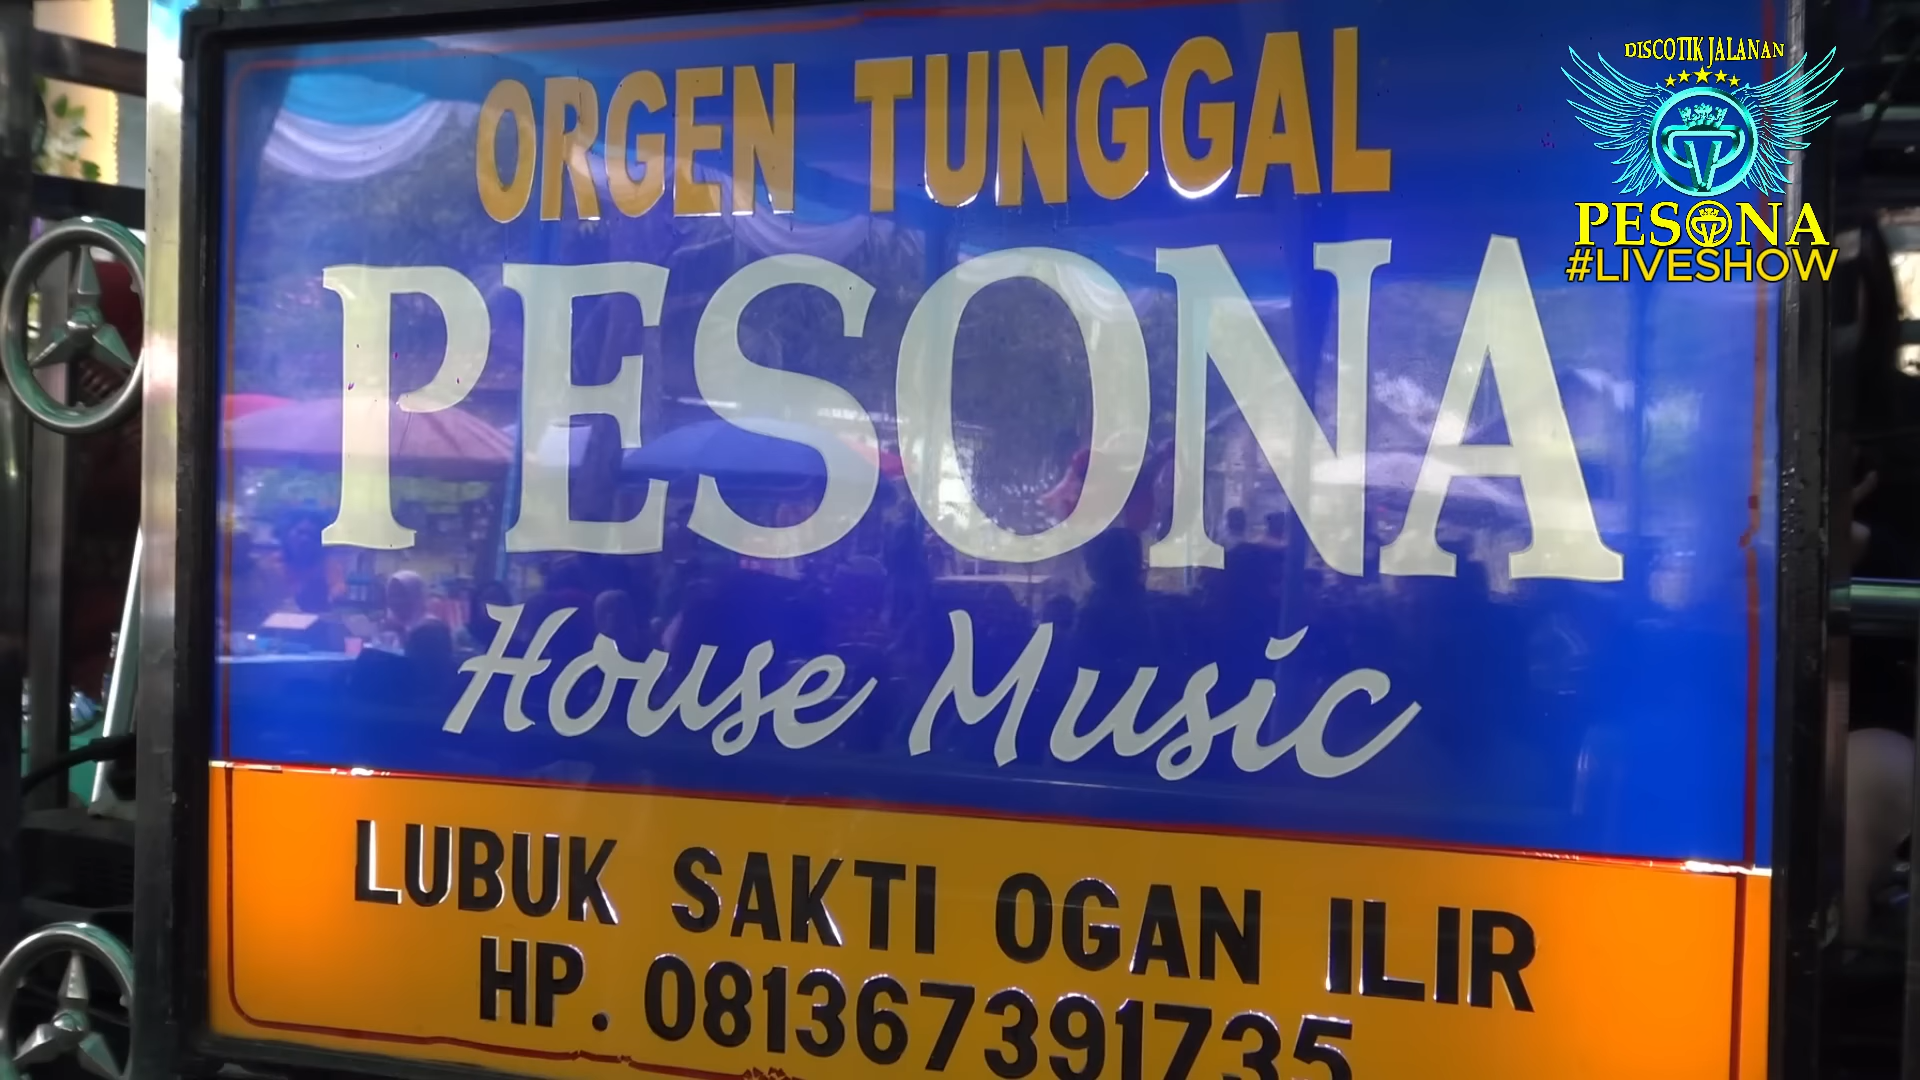 ORGEN TUNGGAL
PESONA
House Music
LUBUK SAKTI OGAN ILIR
HP. 081367391735
DISCOTIK JALANAN
PESONA
#LIVESHOW